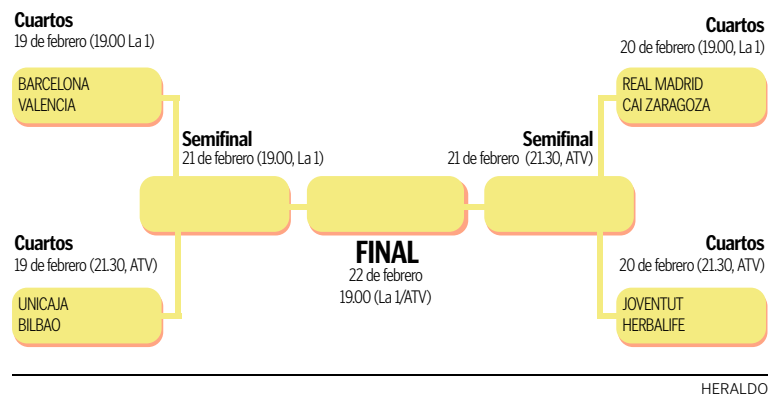 Cuartos
19 de febrero (19.00 La 1)
BARCELONA
VALENCIA
Cuartos
20 de febrero (19.00, La 1)
REAL MADRID
CAI ZARAGOZA
Semifinal
21 de febrero (19.00, La 1)
Semifinal
21 de febrero (21.30, ATV)
Cuartos
19 de febrero (21.30, ATV)
UNICAJA
BILBAO
FINAL
22 de febrero
19.00 (La 1/ATV)
Cuartos
20 de febrero (21.30, ATV)
JOVENTUT
HERBALIFE
HERALDO